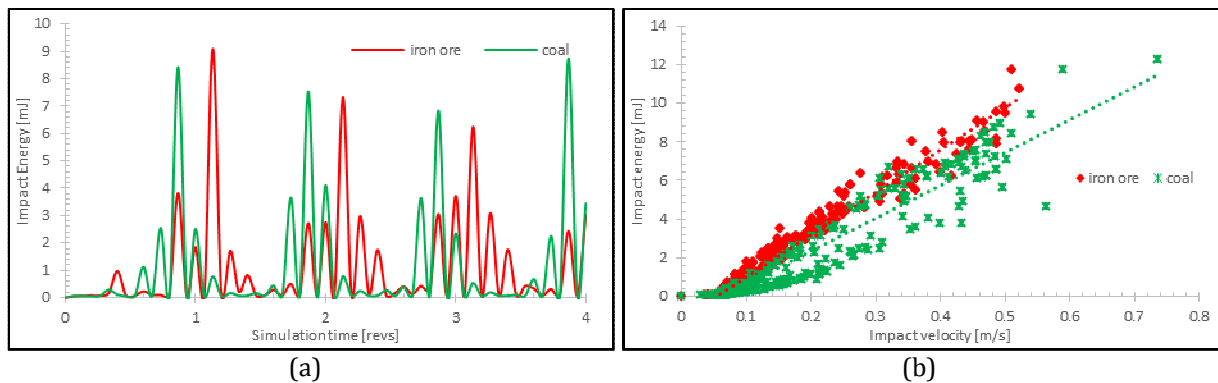 10
9
8
7
6
5
4
3
2
1
0
Impact Energy [mJ]
iron ore
coal
0 1 2 3 4
Simulation time [revs]
(a)
14
12
10
8
6
4
2
0
Impact energy [mJ]
iron ore
coal
0 0.1 0.2 0.3 0.4 0.5 0.6 0.7 0.8
Impact velocity [m/s]
(b)